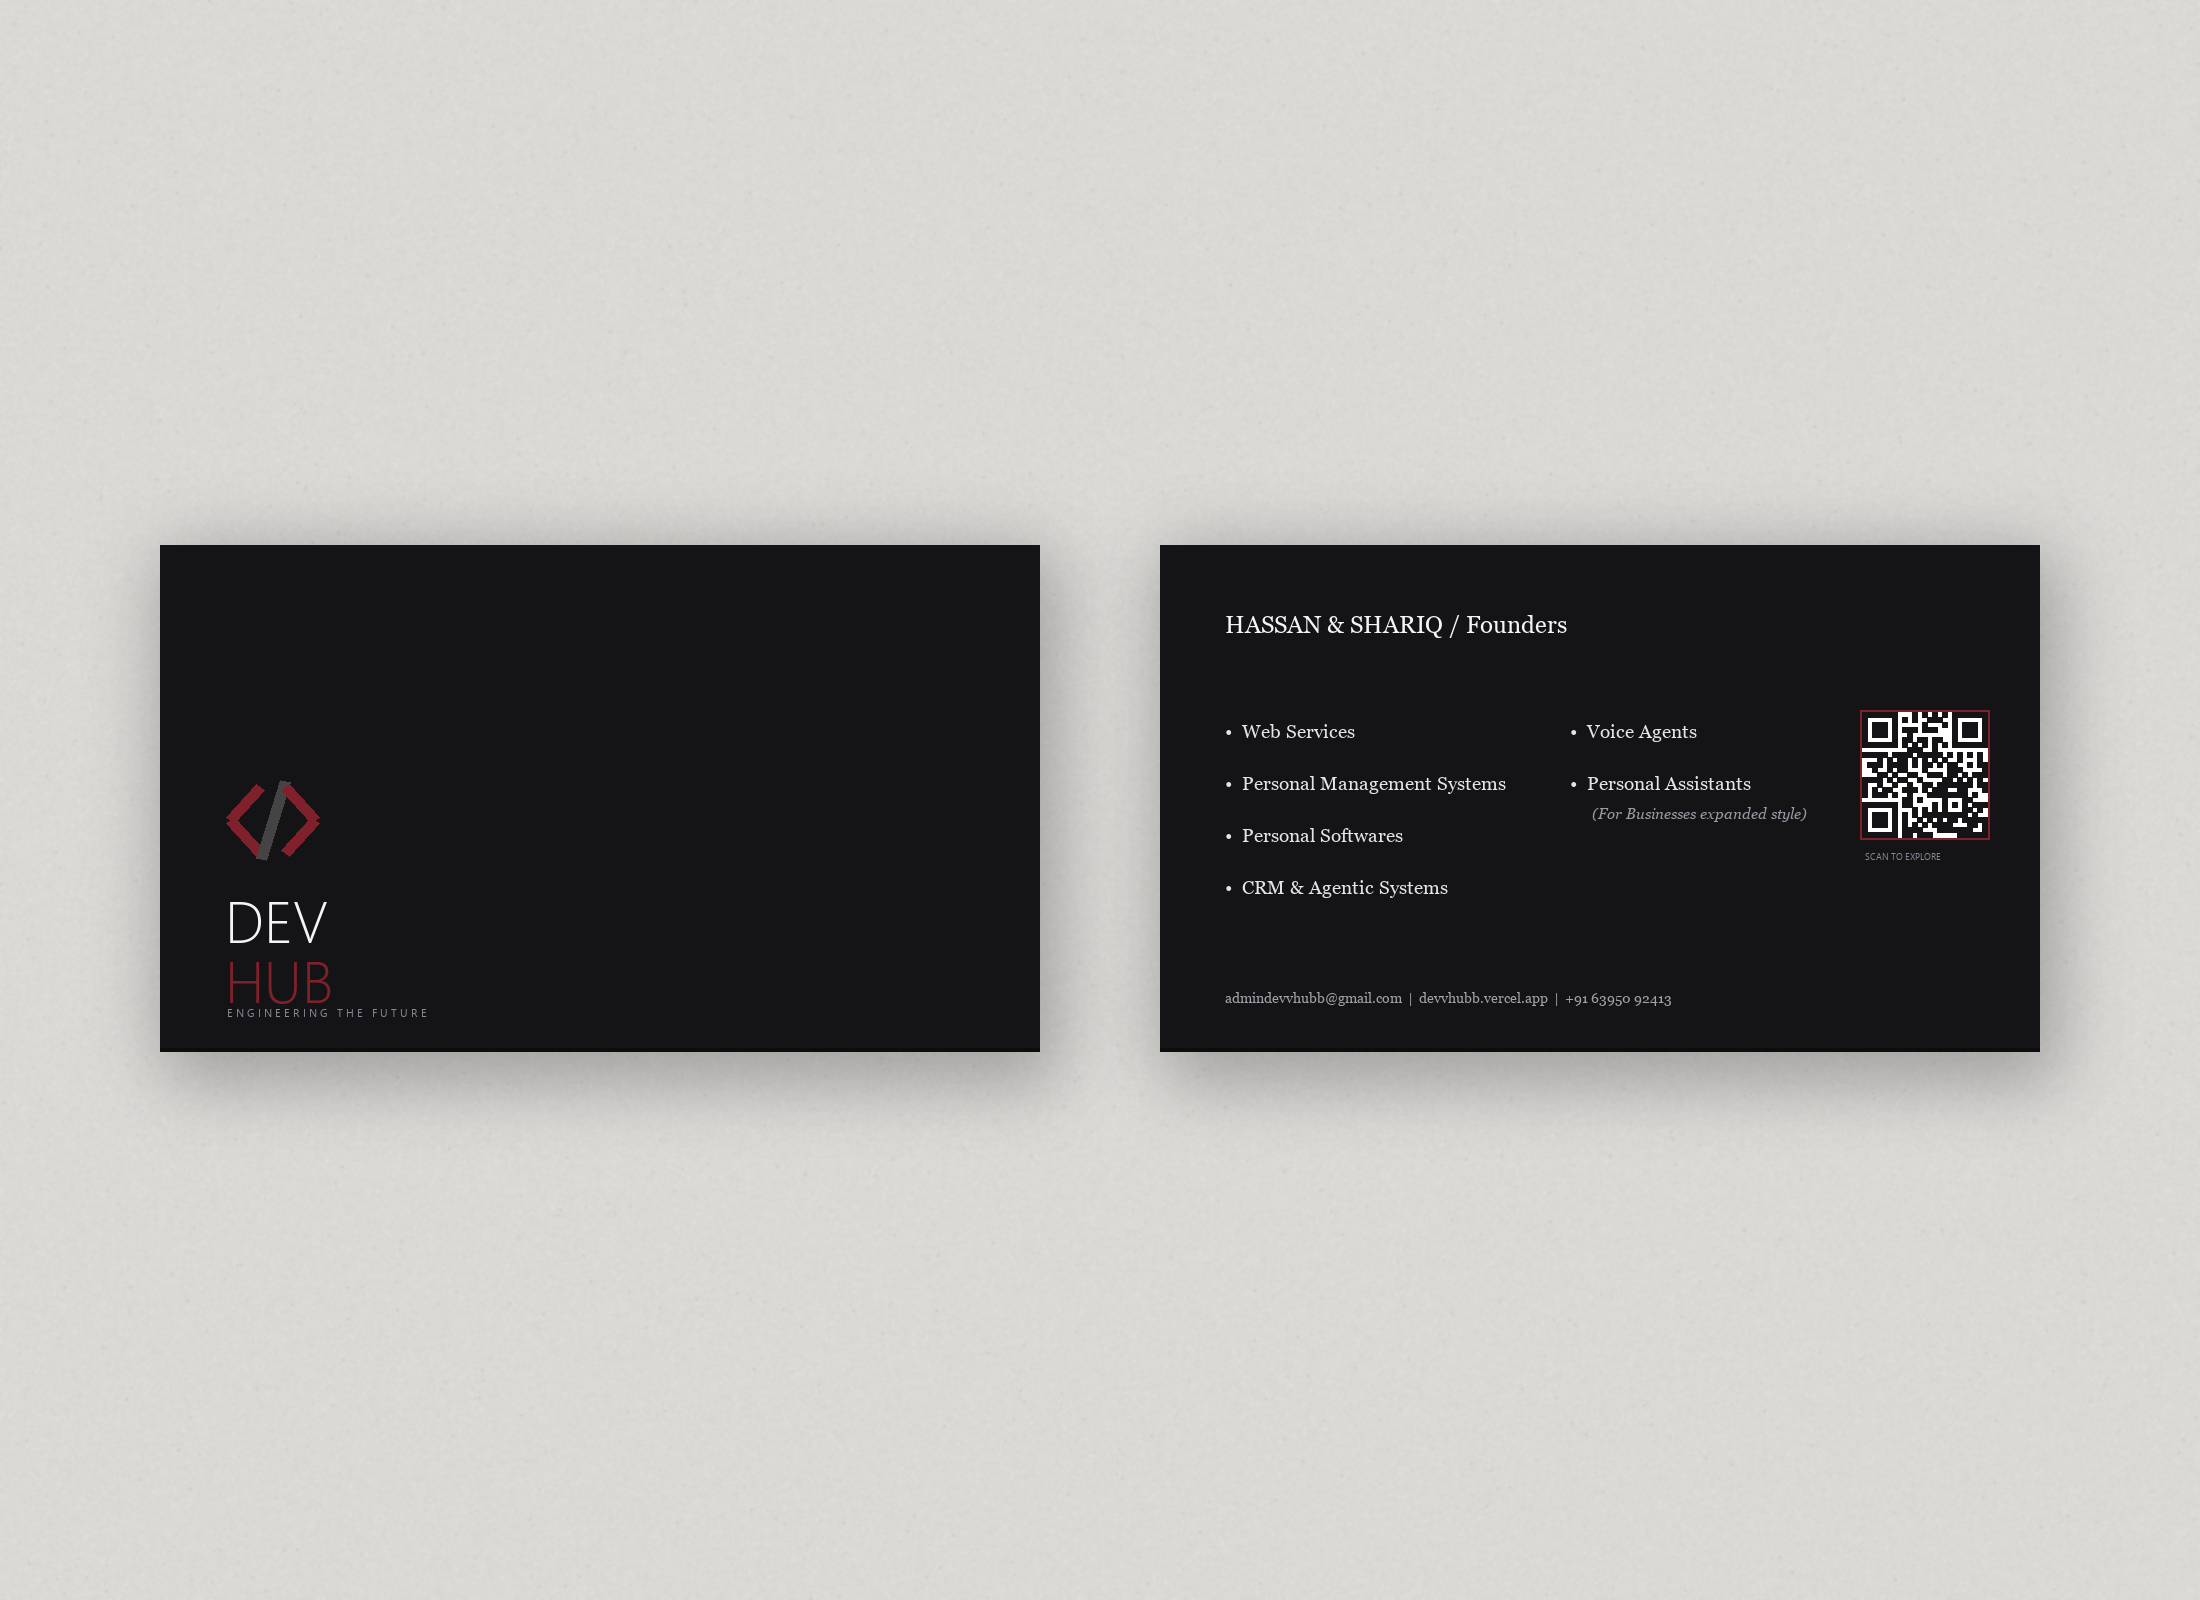 DEV
HUB
ENGINEERING THE FUTURE
HASSAN & SHARIQ / Founders
• Web Services
• Personal Management Systems
• Personal Softwares
• CRM & Agentic Systems
• Voice Agents
• Personal Assistants
(For Businesses expanded style)
SCAN TO EXPLORE
admindevvhubb@gmail.com | devvhubb.vercel.app | +91 63950 92413